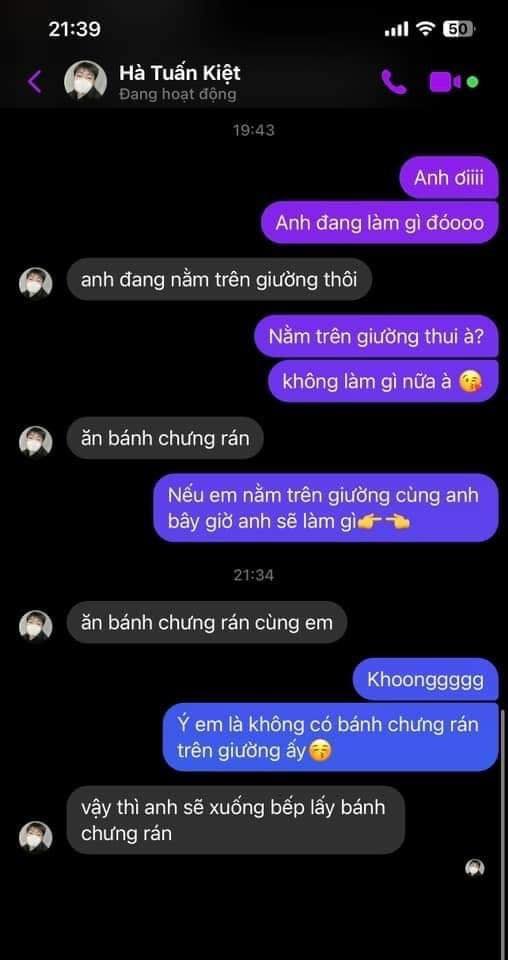 21:39
50
Hà Tuấn Kiệt
Đang hoạt động
19:43
Anh ơiiii
Anh đang làm gì đóooo
anh đang nằm trên giường thôi
Nằm trên giường thui à?
không làm gì nữa à 😘
ăn bánh chưng rán
Nếu em nằm trên giường cùng anh
bây giờ anh sẽ làm gì👉👈
21:34
ăn bánh chưng rán cùng em
Khoonggggg
Ý em là không có bánh chưng rán
trên giường ấy😚
vậy thì anh sẽ xuống bếp lấy bánh
chưng rán